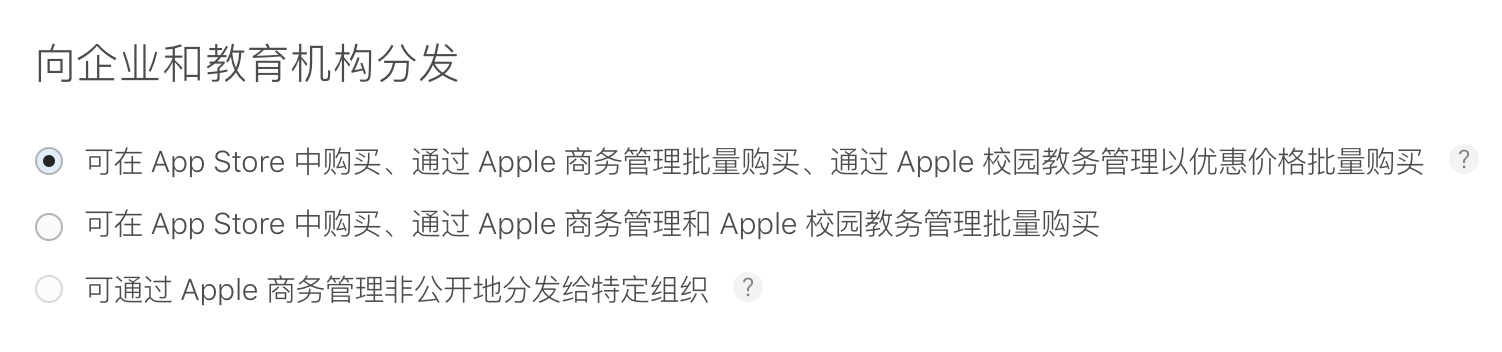 向企业和教育机构分发
可在 App Store 中购买、通过 Apple 商务管理批量购买、通过 Apple 校园教务管理以优惠价格批量购买 ?
可在 App Store 中购买、通过 Apple 商务管理和 Apple 校园教务管理批量购买
可通过 Apple 商务管理非公开地分发给特定组织 ?